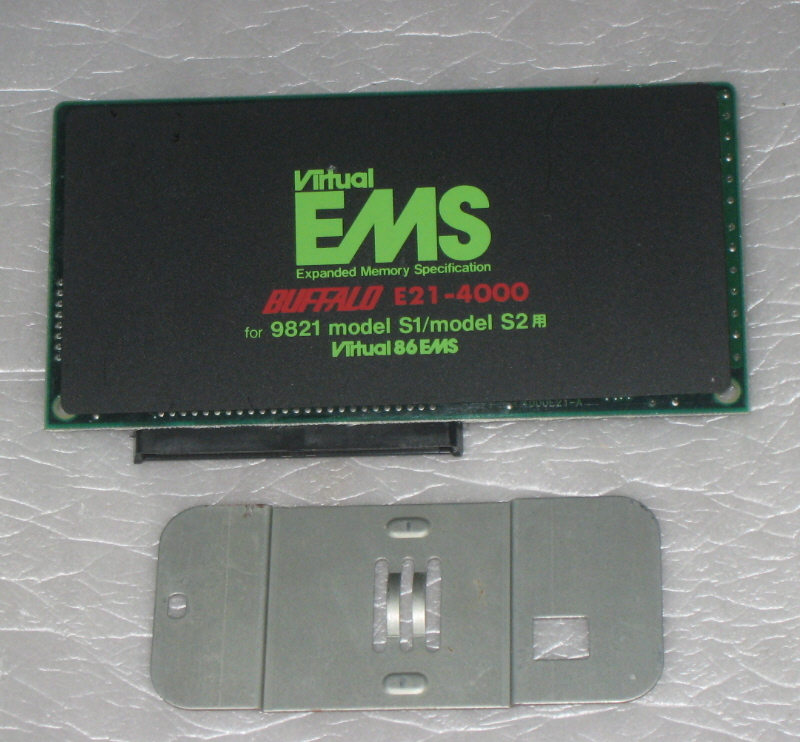 Virtual
EMS
Expanded Memory Specification
BUFFALO E21-4000
for 9821 model S1/model S2用
Virtual 86 EMS